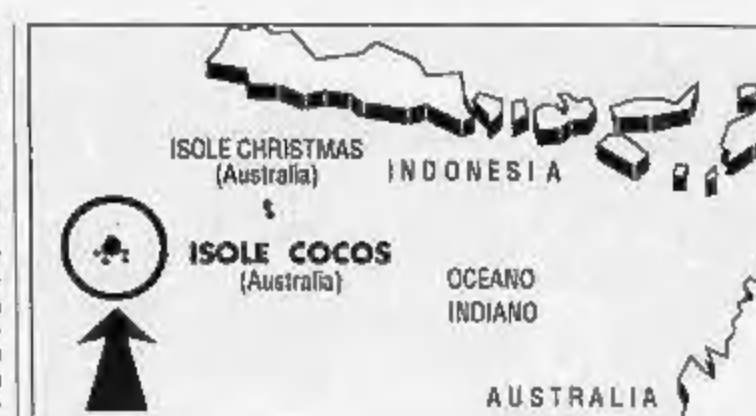 ISOLE CHRISTMAS
(Australia)
INDONESIA
ISOLE COCOS
(Australia)
OCEANO
INDIANO
AUSTRALIA